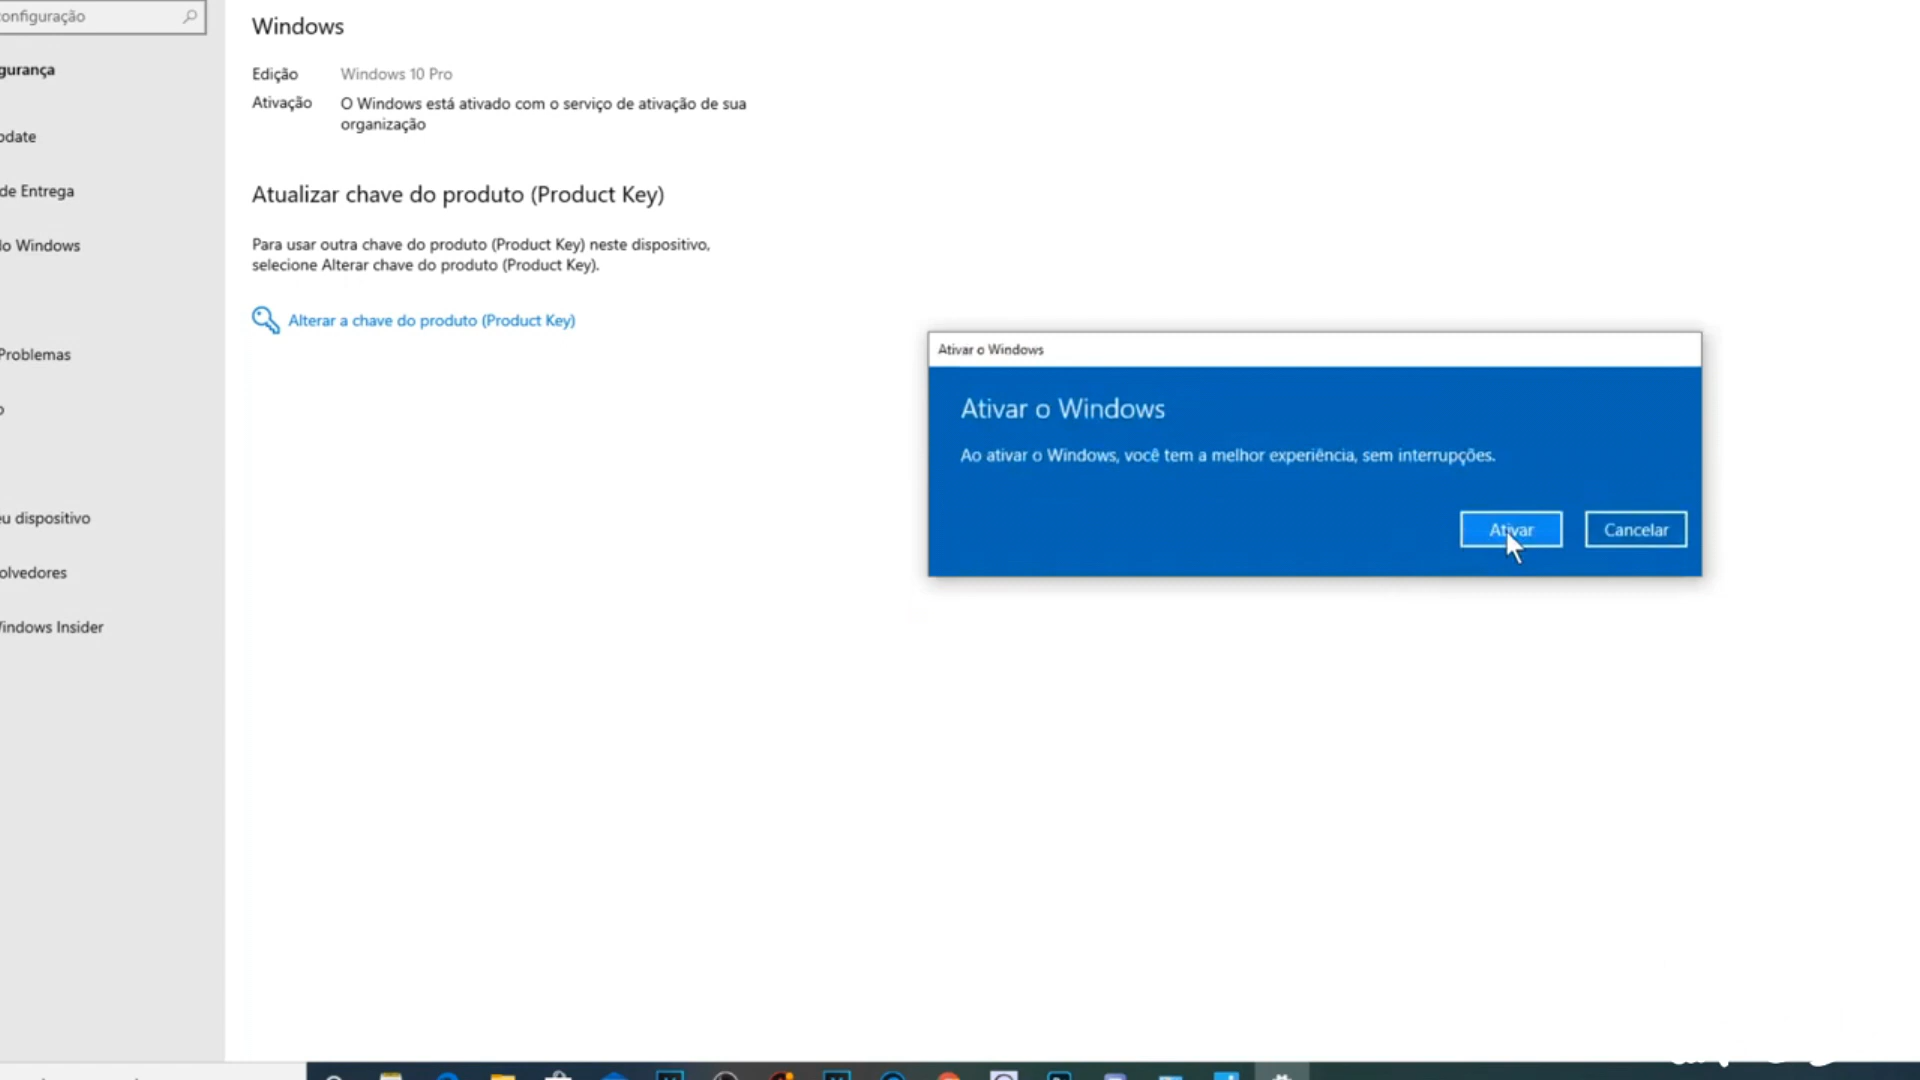 onfiguração
Windows
Edição Windows 10 Pro
Ativação O Windows está ativado com o serviço de ativação de sua
organização
gurança
date
de Entrega
Atualizar chave do produto (Product Key)
Para usar outra chave do produto (Product Key) neste dispositivo,
selecione Alterar chave do produto (Product Key).
o Windows
Alterar a chave do produto (Product Key)
Problemas
o
u dispositivo
olvedores
indows Insider
Ativar o Windows
Ativar o Windows
Ao ativar o Windows, você tem a melhor experiência, sem interrupções.
Ativar Cancelar